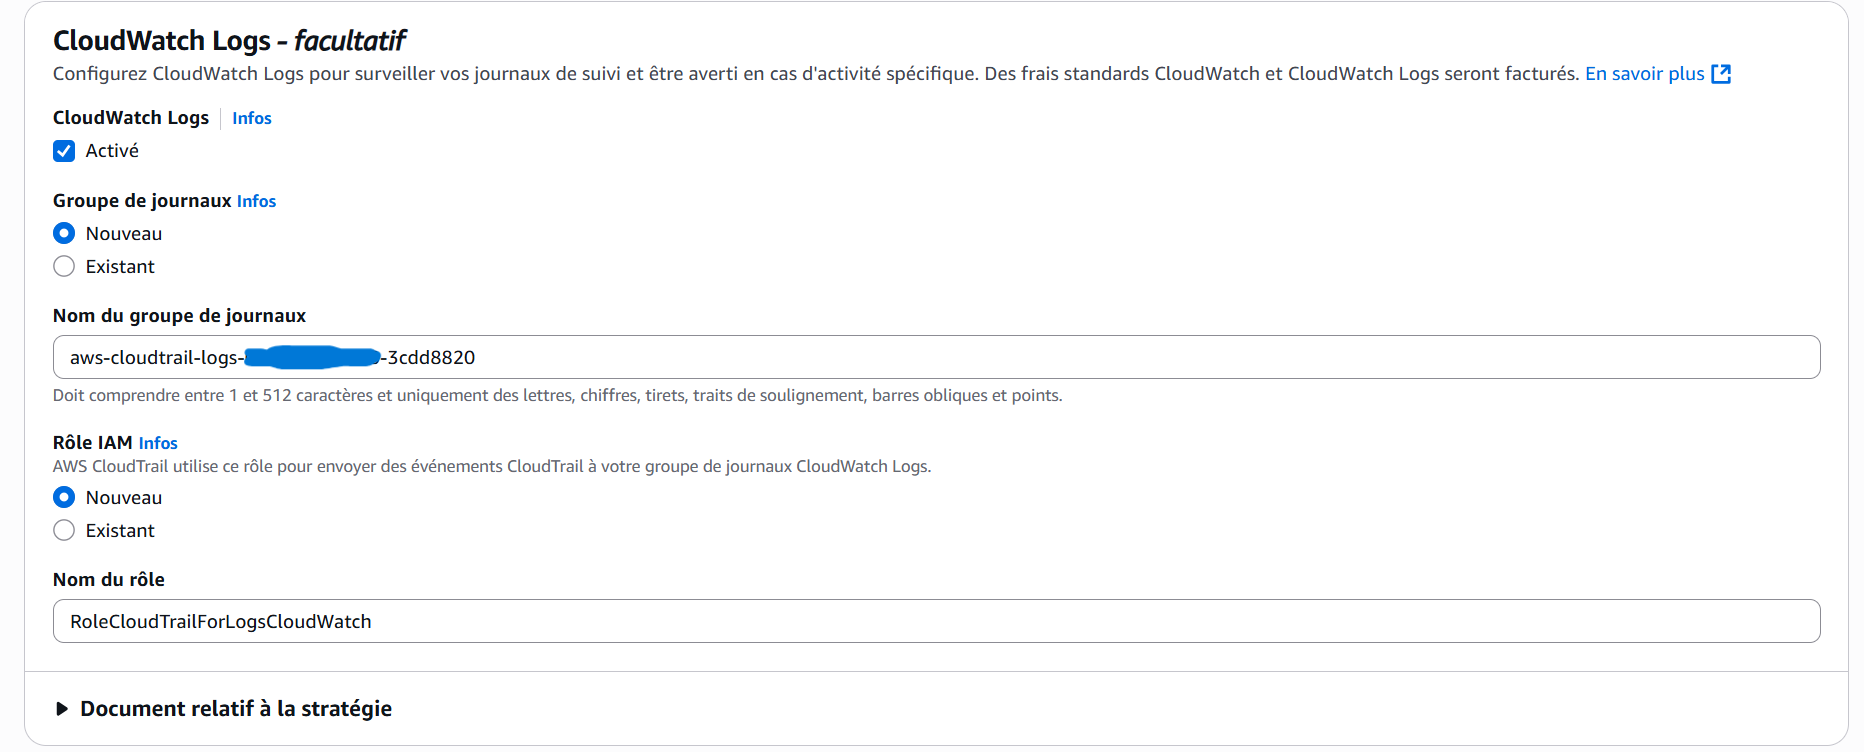 CloudWatch Logs - facultatif
Configurez CloudWatch Logs pour surveiller vos journaux de suivi et être averti en cas d'activité spécifique. Des frais standards CloudWatch et CloudWatch Logs seront facturés. En savoir plus
CloudWatch Logs Infos
Activé
Groupe de journaux Infos
Nouveau
Existant
Nom du groupe de journaux
aws-cloudtrail-logs- -3cdd8820
Doit comprendre entre 1 et 512 caractères et uniquement des lettres, chiffres, tirets, traits de soulignement, barres obliques et points.
Rôle IAM Infos
AWS CloudTrail utilise ce rôle pour envoyer des événements CloudTrail à votre groupe de journaux CloudWatch Logs.
Nouveau
Existant
Nom du rôle
RoleCloudTrailForLogsCloudWatch
Document relatif à la stratégie